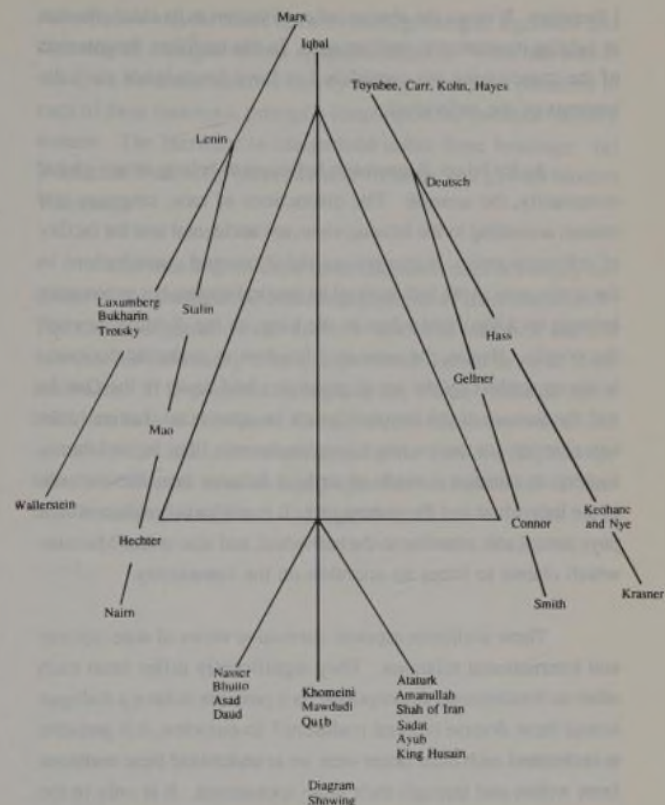 Marx
Iqbal
Toynbee, Carr, Kohn, Hayes
Lenin
Deutsch
Luxumberg
Bukharin
Trotsky
Stalin
Hass
Gellner
Mao
Wallerstein
Hechter
Connor
Keohane
and Nye
Nairn
Smith
Krasner
Nasser
Bhutto
Asad
Daud
Khomeini
Mawdudi
Qutb
Ataturk
Amanullah
Shah of Iran
Sadat
Ayub
King Husain
Diagram
Showing